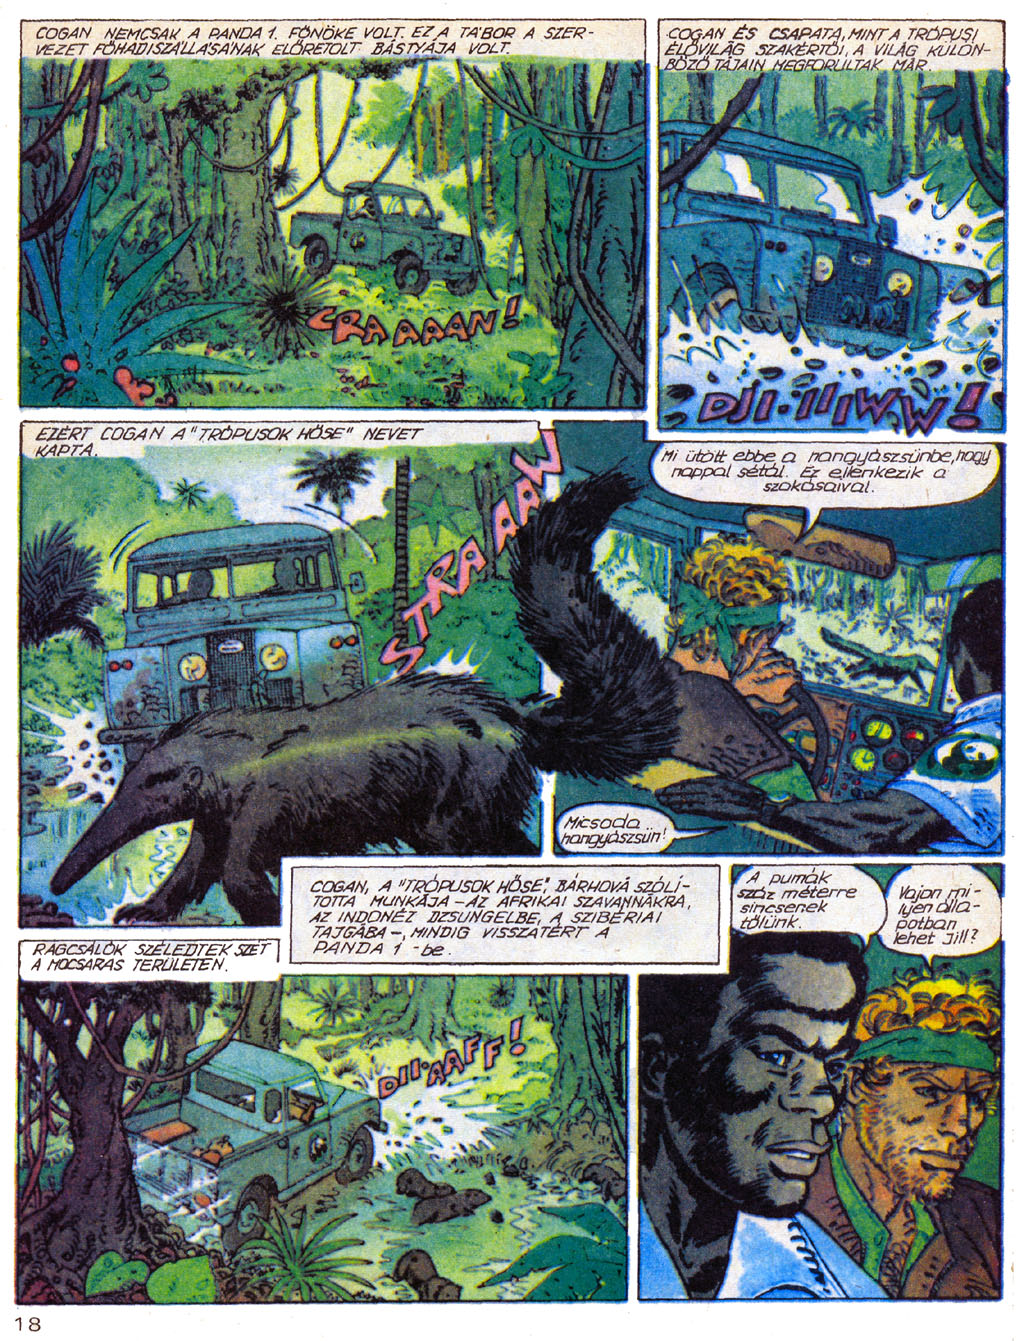 COGAN NEMCSAK A PANDA 1. FŐNÖKE VOLT. EZ A TÁBOR A SZER-
VEZET FŐHADISZÁLLÁSÁNAK ELŐRETOLT BÁSTYÁJA VOLT.
CRAAAAN!
COGAN ÉS CSAPATA, MINT A TRÓPUSI
ÉLŐVILÁG SZAKÉRTŐI, A VILÁG KÜLÖN-
BÖZŐ TÁJAIN MEGFORULTAK MÁR.
DJI-IIIWW!
EZÉRT COGAN A "TRÓPUSOK HŐSE" NEVET
KAPTA.
STRAAAAW
Mi ütött ebbe a hangyászsünbe, hogy
nappal sétál. Ez ellenkezik a
szokásaival.
Micsoda
hangyászsün!
COGAN, A "TRÓPUSOK HŐSE", BÁRHOVÁ SZÓLÍ-
TOTTA MUNKÁJA – AZ AFRIKAI SZAVANNÁKRA,
AZ INDONÉZ DZSUNGELBE, A SZIBÉRIAI
TAJGÁBA –, MINDIG VISSZATÉRT A
PANDA 1 -be.
RÁGCSÁLÓK SZÉLEDTEK SZÉT
A MOCSARAS TERÜLETEN.
DJI-AAFF!
A pumák
száz méterre
sincsenek
tőlünk.
Vajon mi-
lyen álla-
potban
lehet Jill?
18